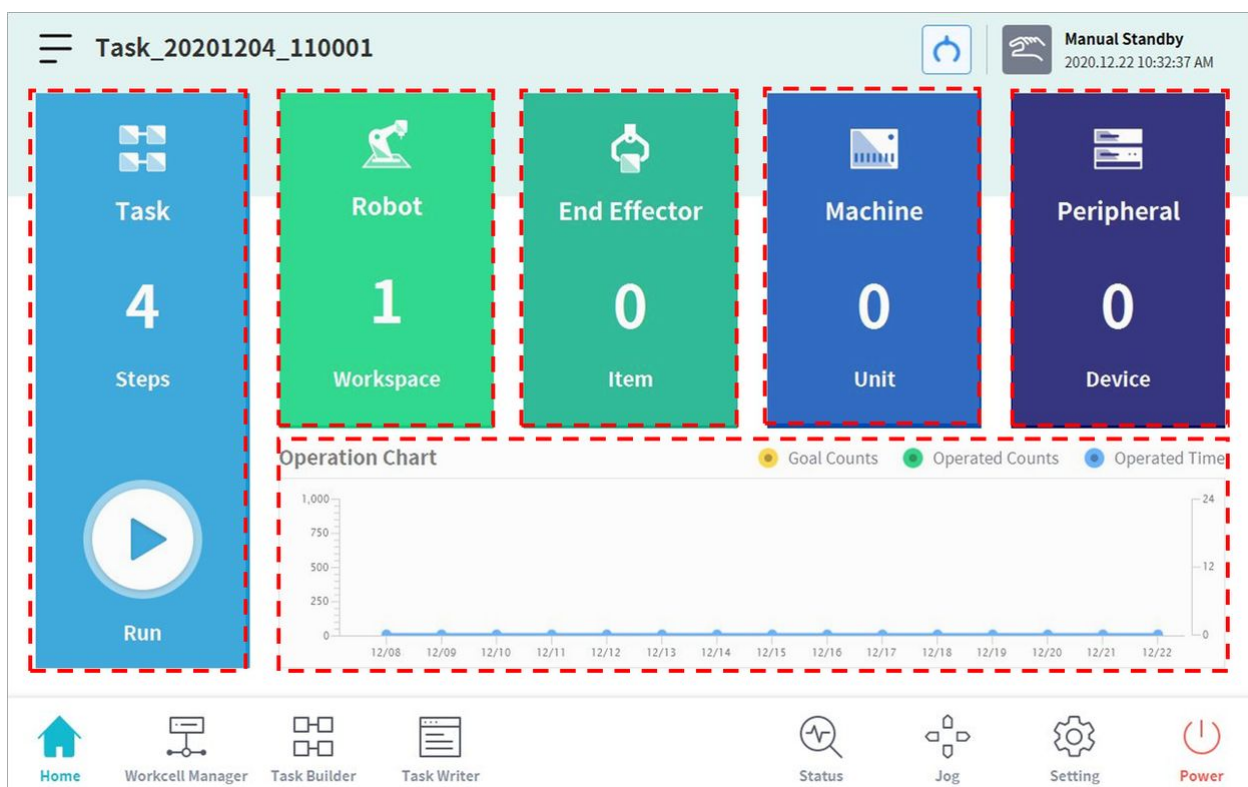 Task_20201204_110001
Manual Standby
2020.12.22 10:32:37 AM
Task
4
Steps
Run
Robot
1
Workspace
End Effector
0
Item
Machine
0
Unit
Peripheral
0
Device
Operation Chart
Goal Counts
Operated Counts
Operated Time
1,000
750
500
250
0
24
12
0
12/08 12/09 12/10 12/11 12/12 12/13 12/14 12/15 12/16 12/17 12/18 12/19 12/20 12/21 12/22
Home
Workcell Manager
Task Builder
Task Writer
Status
Jog
Setting
Power